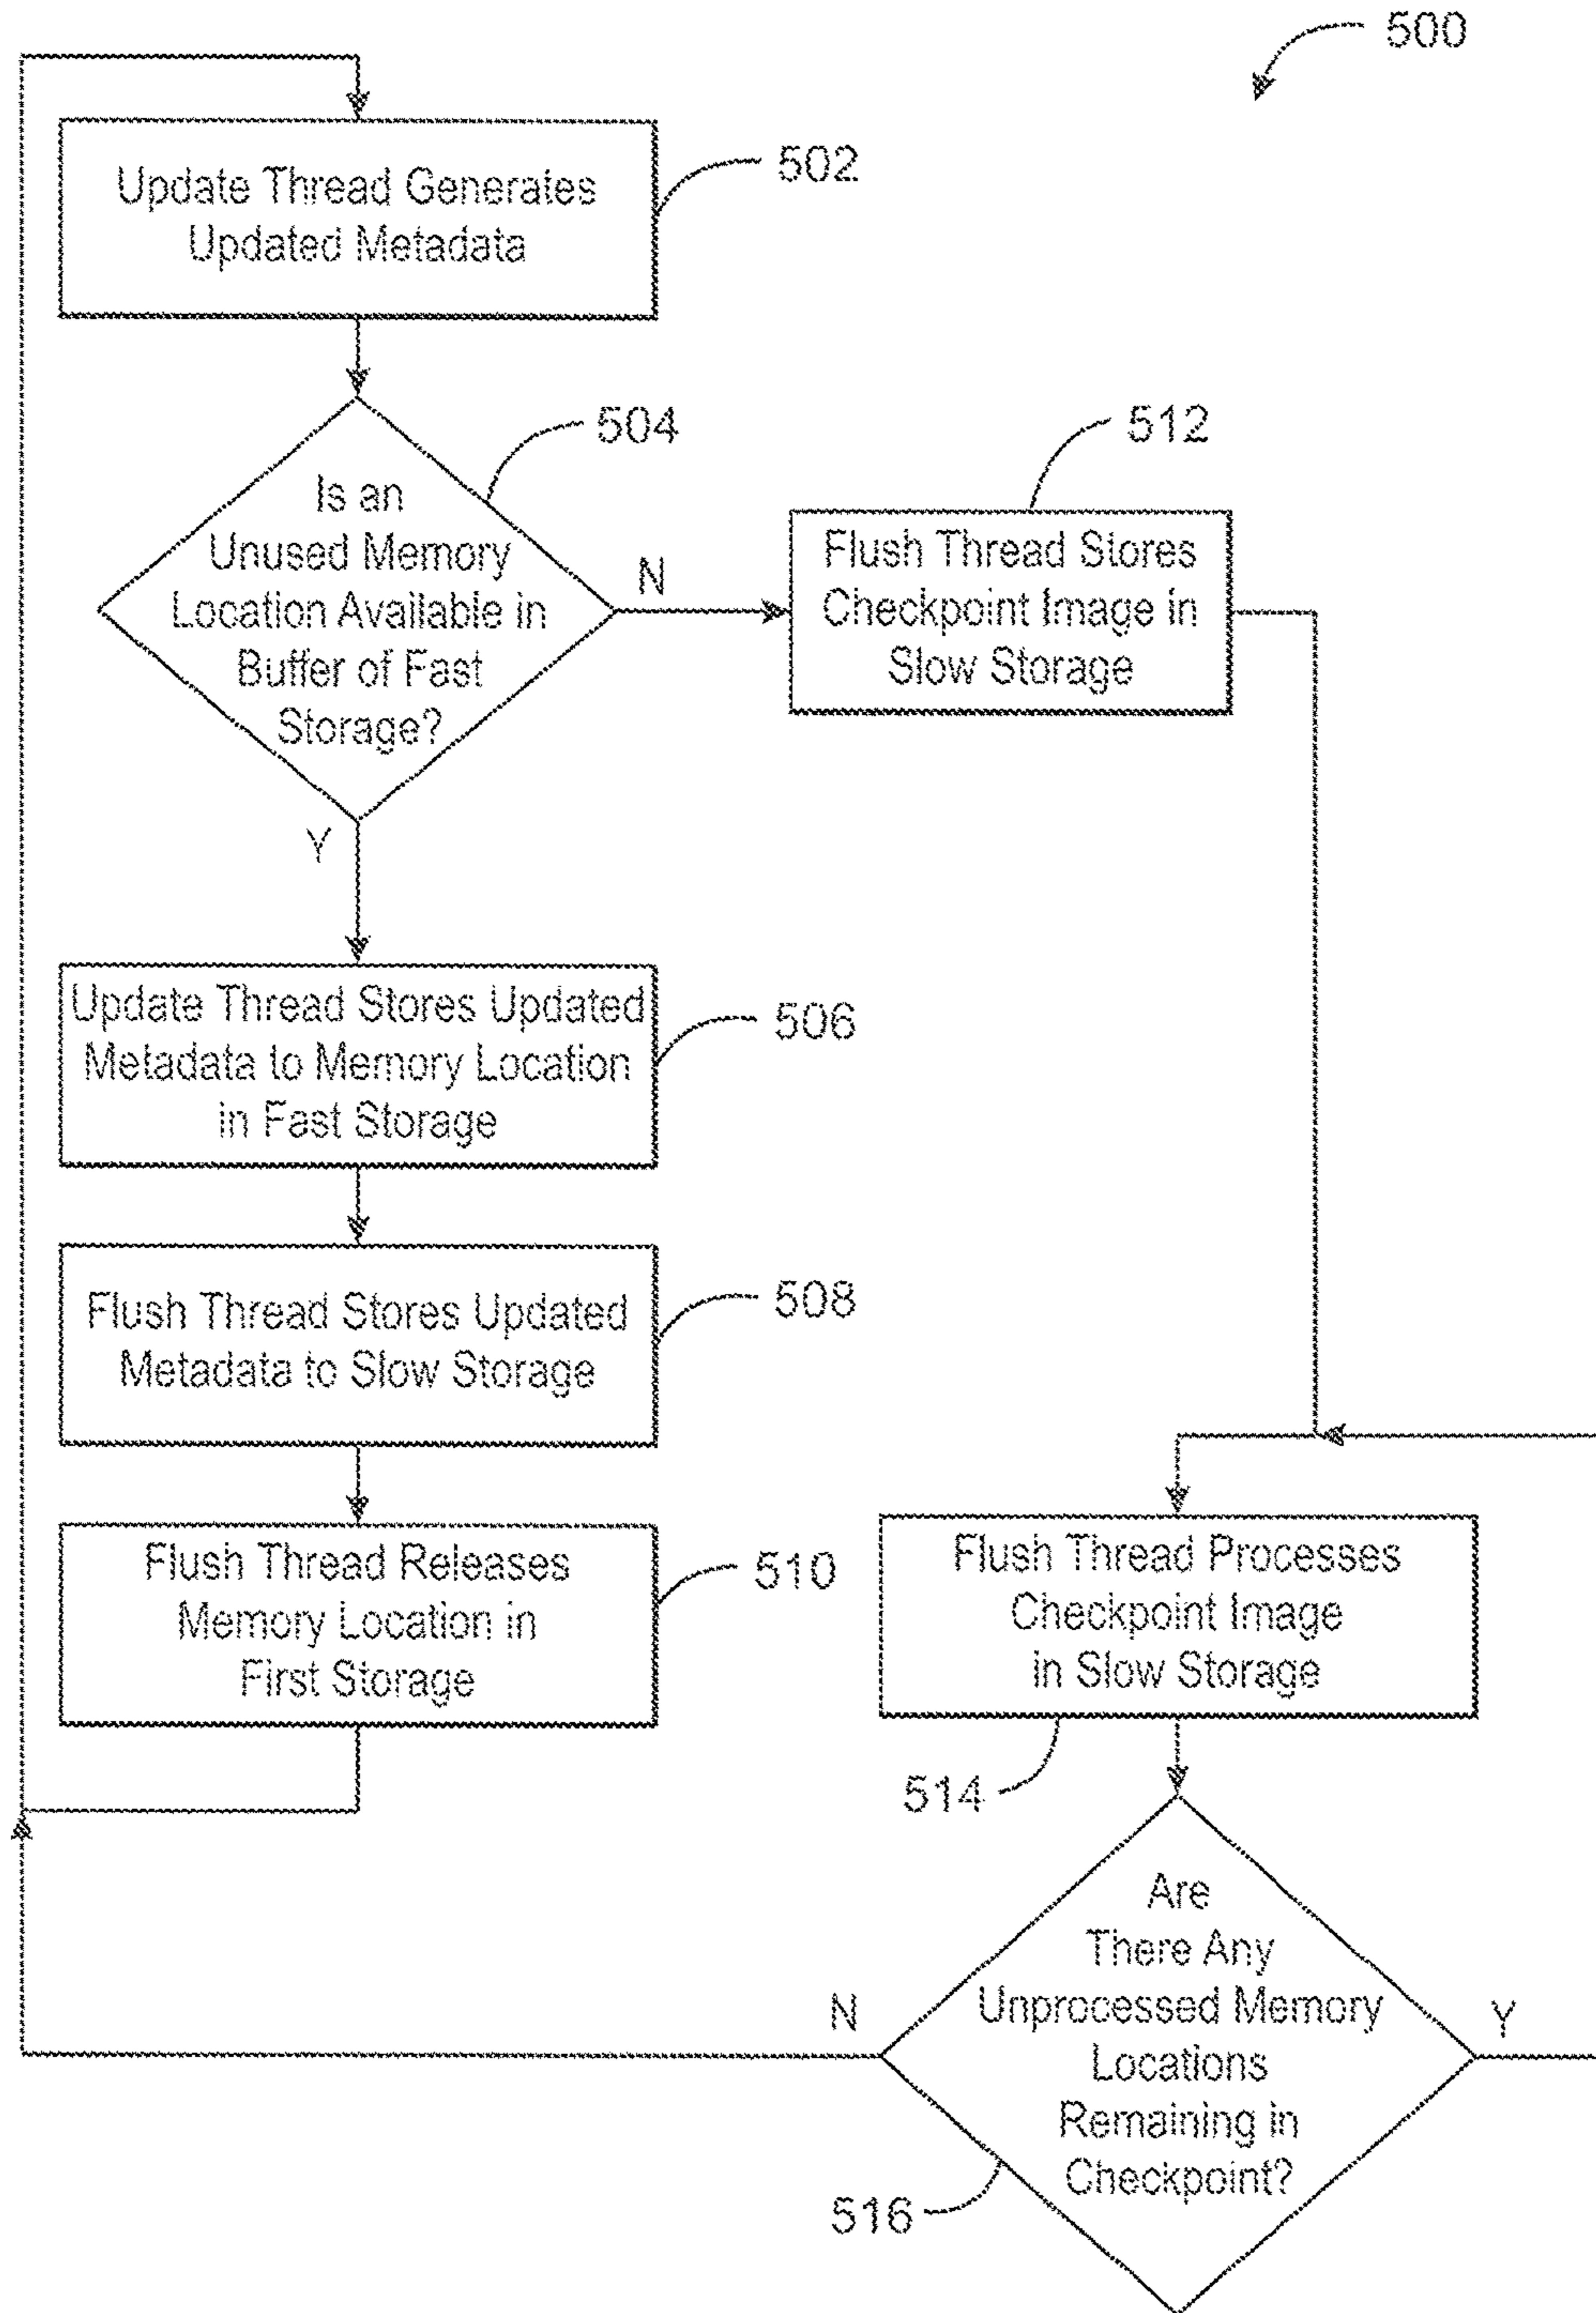 500
Update Thread Generates
Updated Metadata
502
Is an
Unused Memory
Location Available in
Buffer of Fast
Storage?
504
N
Y
512
Flush Thread Stores
Checkpoint Image in
Slow Storage
Update Thread Stores Updated
Metadata to Memory Location
in Fast Storage
506
Flush Thread Stores Updated
Metadata to Slow Storage
508
Flush Thread Releases
Memory Location in
First Storage
510
Flush Thread Processes
Checkpoint Image
in Slow Storage
514
Are
There Any
Unprocessed Memory
Locations
Remaining in
Checkpoint?
N
Y
516